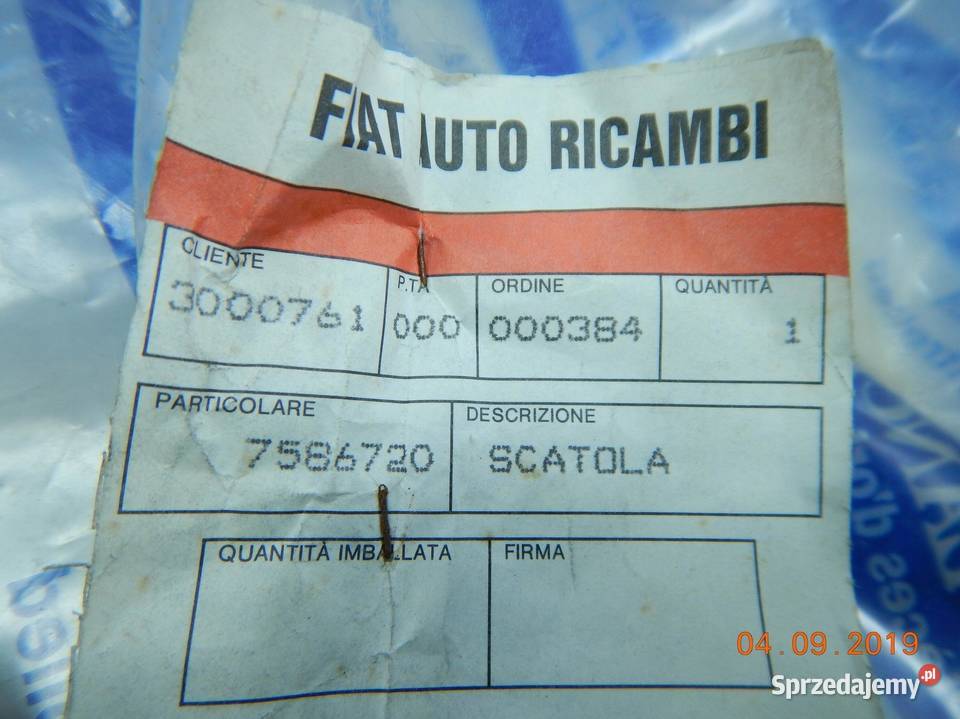 FIAT AUTO RICAMBI
CLIENTE P.TA ORDINE QUANTITÀ
3000761 000 000384 1
PARTICOLARE DESCRIZIONE
7586720 SCATOLA
QUANTITÀ IMBALLATA FIRMA
04.09.2019
Sprzedajemy.pl